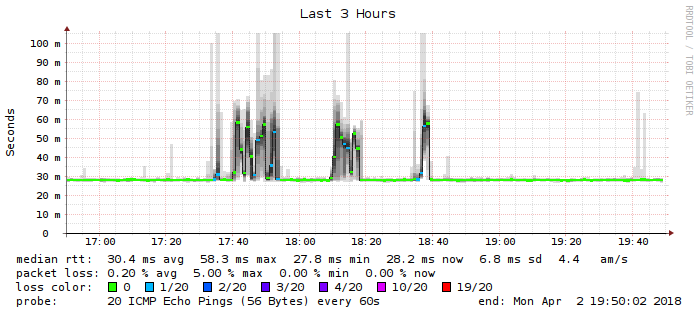 Last 3 Hours
RRDTOOL / TOBI OETIKER
Seconds
100 m
90 m
80 m
70 m
60 m
50 m
40 m
30 m
20 m
10 m
0
17:00 17:20 17:40 18:00 18:20 18:40 19:00 19:20 19:40
median rtt: 30.4 ms avg 58.3 ms max 27.8 ms min 28.2 ms now 6.8 ms sd 4.4 am/s
packet loss: 0.20 % avg 5.00 % max 0.00 % min 0.00 % now
loss color: 0 1/20 2/20 3/20 4/20 10/20 19/20
probe: 20 ICMP Echo Pings (56 Bytes) every 60s end: Mon Apr 2 19:50:02 2018